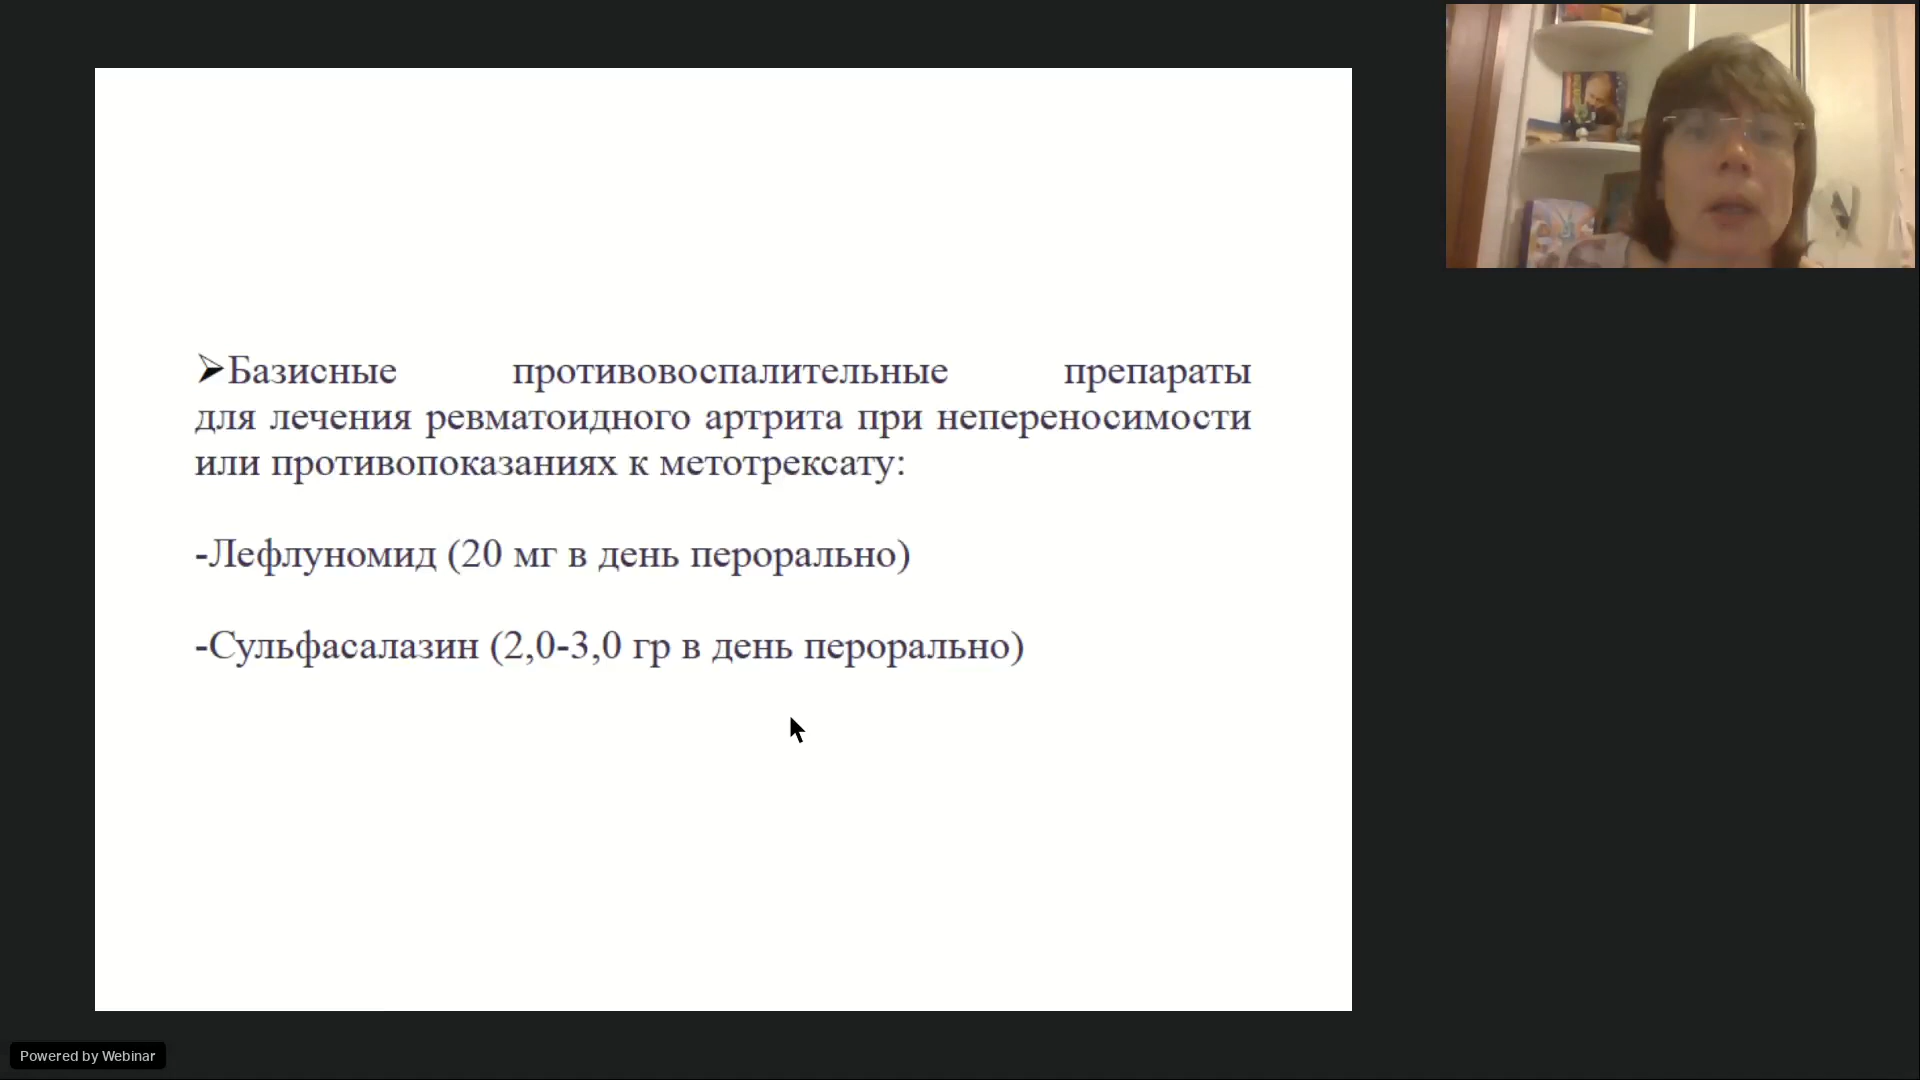 ➤Базисные противовоспалительные препараты
для лечения ревматоидного артрита при непереносимости
или противопоказаниях к метотрексату:
-Лефлуномид (20 мг в день перорально)
-Сульфасалазин (2,0-3,0 гр в день перорально)
Powered by Webinar